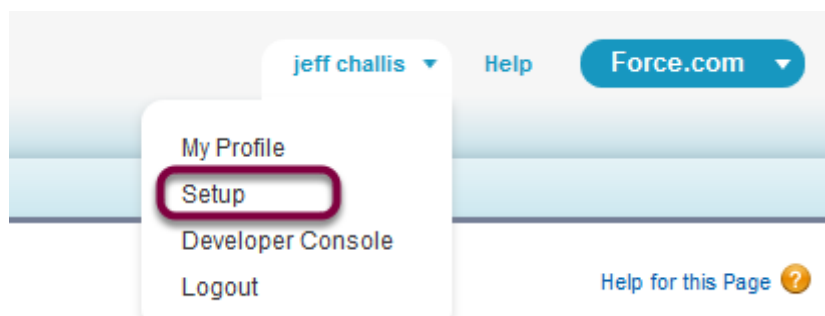 jeff challis Help Force.com
My Profile
Setup
Developer Console
Logout
Help for this Page ?